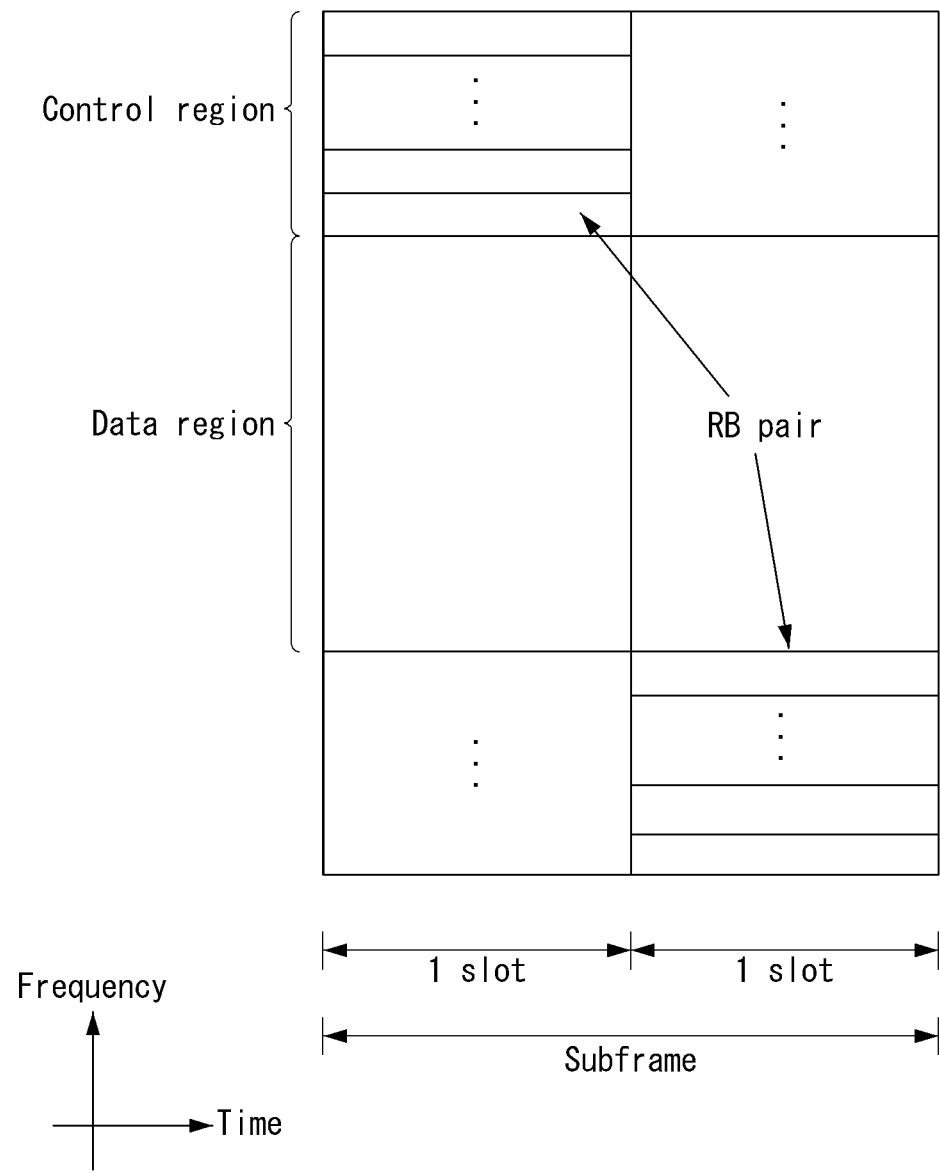 Control region
Data region
RB pair
1 slot
1 slot
Frequency
Subframe
Time